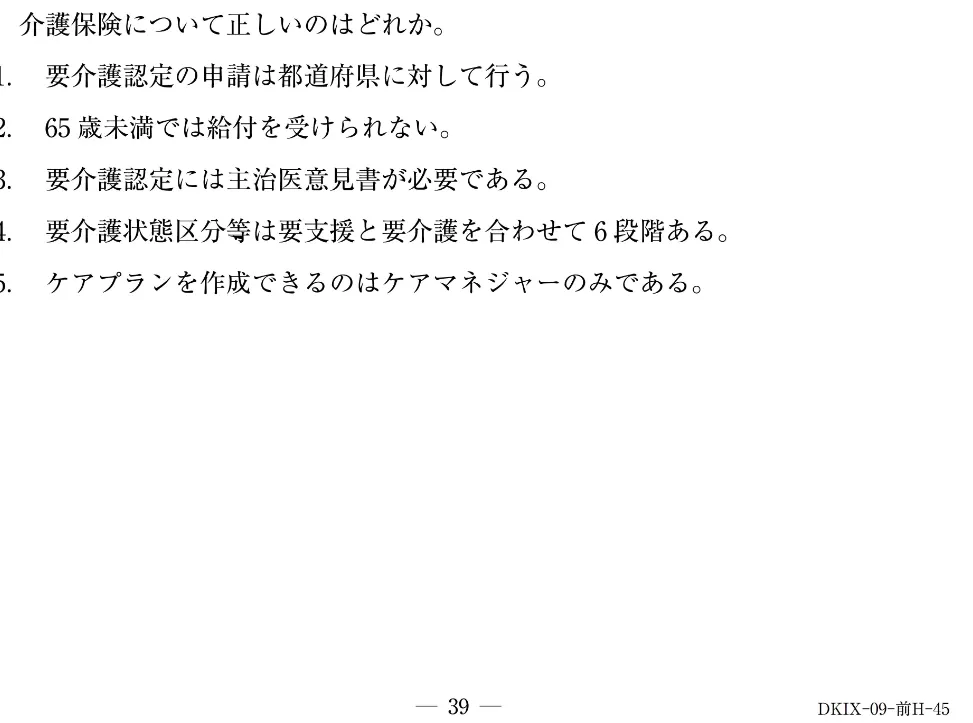 介護保険について正しいのはどれか。
1. 要介護認定の申請は都道府県に対して行う。
2. 65歳未満では給付を受けられない。
3. 要介護認定には主治医意見書が必要である。
4. 要介護状態区分等は要支援と要介護を合わせて6段階ある。
5. ケアプランを作成できるのはケアマネジャーのみである。
— 39 —
DKIX-09-前H-45